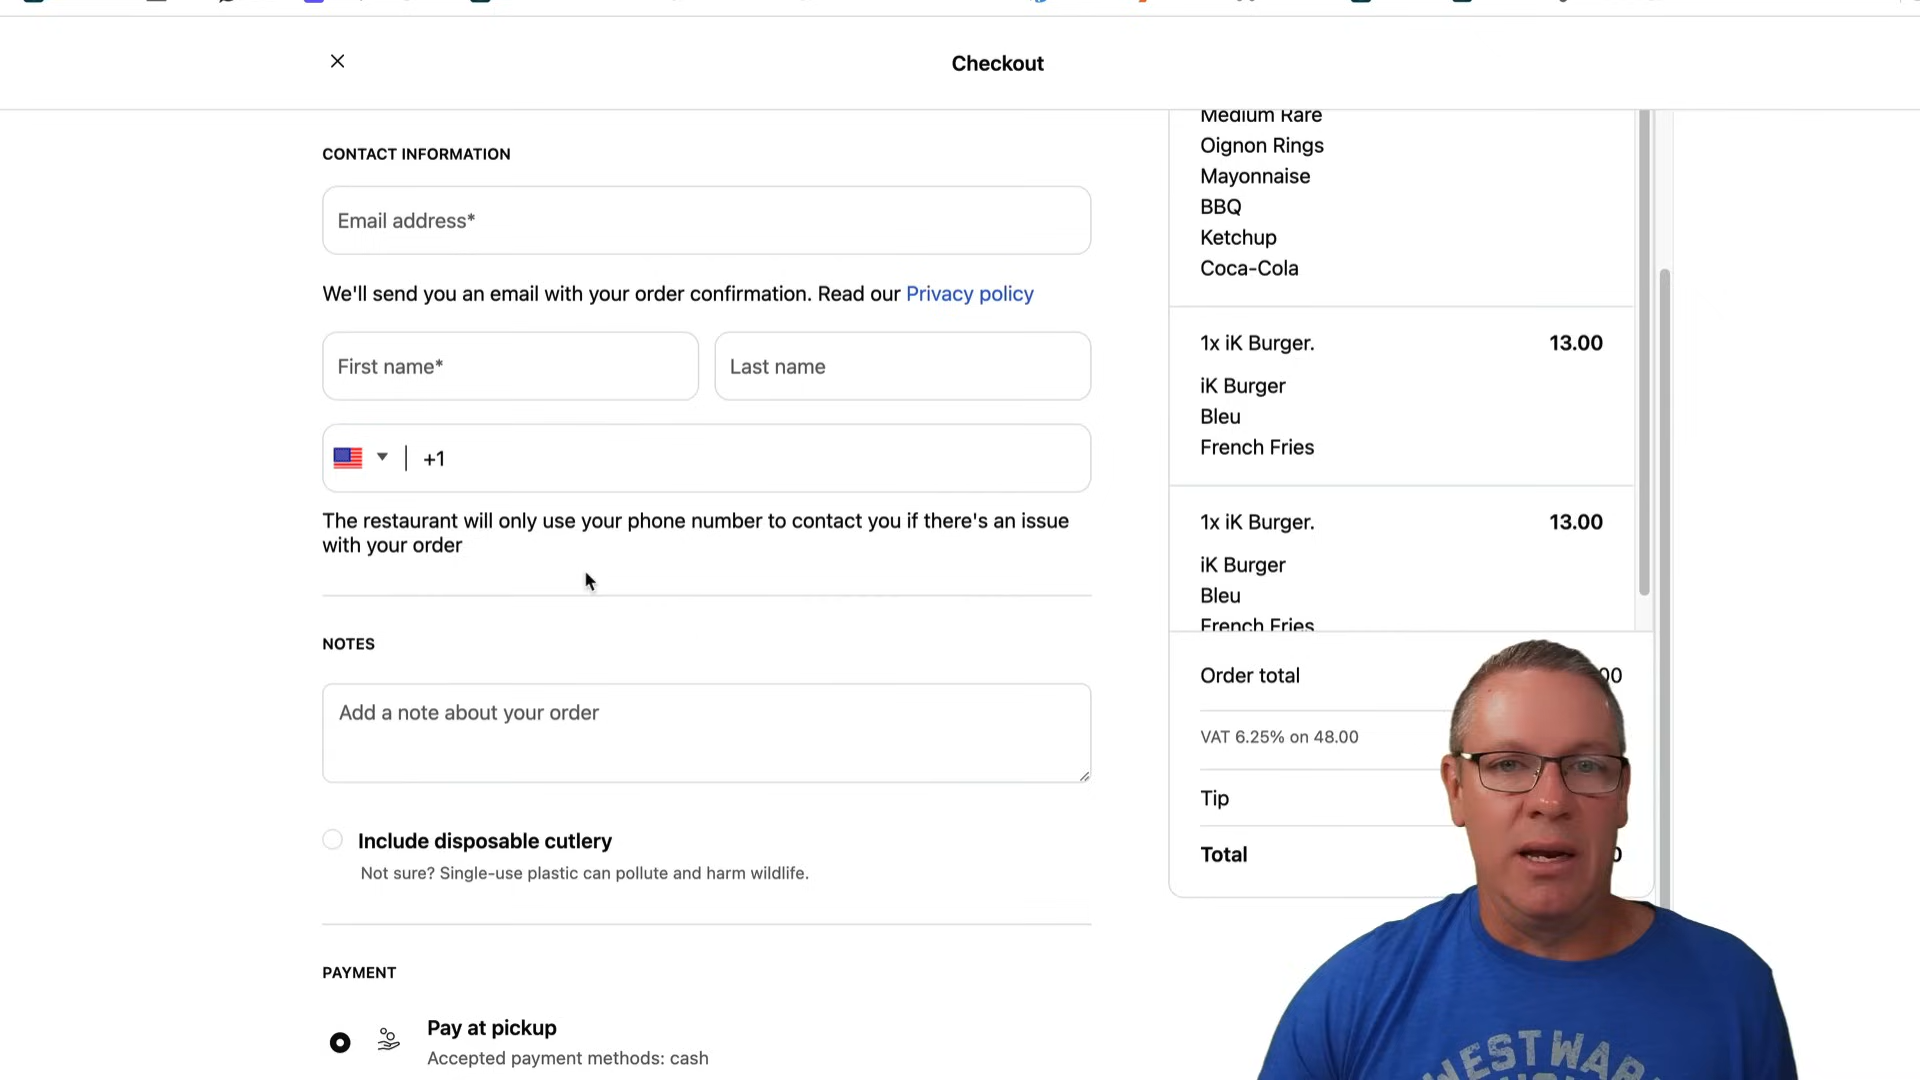 Checkout
CONTACT INFORMATION
Email address*
We'll send you an email with your order confirmation. Read our Privacy policy
First name*
Last name
+1
The restaurant will only use your phone number to contact you if there's an issue
with your order
NOTES
Add a note about your order
Include disposable cutlery
Not sure? Single-use plastic can pollute and harm wildlife.
PAYMENT
Pay at pickup
Accepted payment methods: cash
Medium Rare
Oignon Rings
Mayonnaise
BBQ
Ketchup
Coca-Cola
1x iK Burger. 13.00
iK Burger
Bleu
French Fries
1x iK Burger. 13.00
iK Burger
Bleu
French Fries
Order total
VAT 6.25% on 48.00
Tip
Total